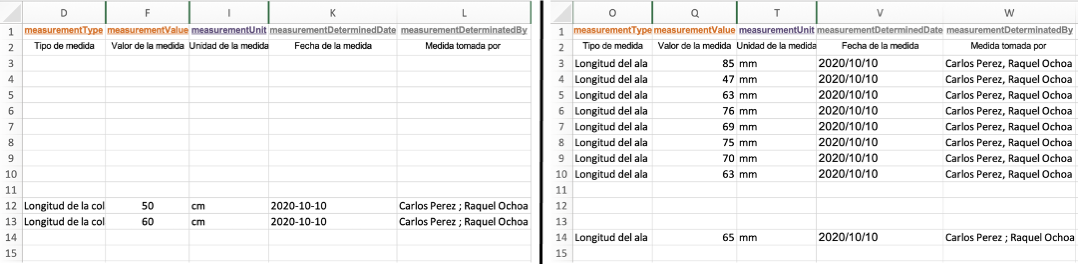 D F I K L
1 measurementType measurementValue measurementUnit measurementDeterminedDate measurementDeterminatedBy
2 Tipo de medida Valor de la medida Unidad de la medida Fecha de la medida Medida tomada por
3
4
5
6
7
8
9
10
11
12 Longitud de la col 50 cm 2020-10-10 Carlos Perez ; Raquel Ochoa
13 Longitud de la col 60 cm 2020-10-10 Carlos Perez ; Raquel Ochoa
14
15
O Q T V W
1 measurementType measurementValue measurementUnit measurementDeterminedDate measurementDeterminatedBy
2 Tipo de medida Valor de la medida Unidad de la medida Fecha de la medida Medida tomada por
3 Longitud del ala 85 mm 2020/10/10 Carlos Perez, Raquel Ochoa
4 Longitud del ala 47 mm 2020/10/10 Carlos Perez, Raquel Ochoa
5 Longitud del ala 63 mm 2020/10/10 Carlos Perez, Raquel Ochoa
6 Longitud del ala 76 mm 2020/10/10 Carlos Perez, Raquel Ochoa
7 Longitud del ala 69 mm 2020/10/10 Carlos Perez, Raquel Ochoa
8 Longitud del ala 75 mm 2020/10/10 Carlos Perez, Raquel Ochoa
9 Longitud del ala 70 mm 2020/10/10 Carlos Perez, Raquel Ochoa
10 Longitud del ala 63 mm 2020/10/10 Carlos Perez, Raquel Ochoa
11
12
13
14 Longitud del ala 65 mm 2020/10/10 Carlos Perez ; Raquel Ochoa
15